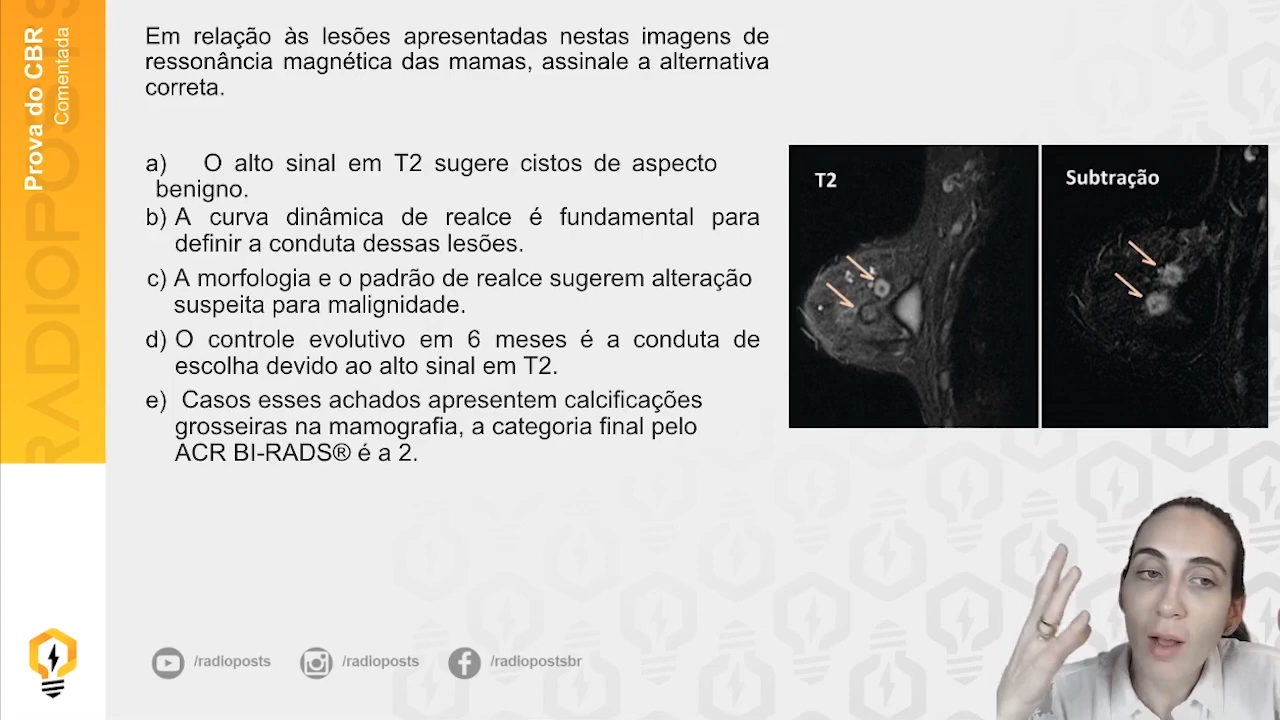 Prova do CBR
Comentada
RADIOPOSTS
Em relação às lesões apresentadas nestas imagens de
ressonância magnética das mamas, assinale a alternativa
correta.
a) O alto sinal em T2 sugere cistos de aspecto
benigno.
b) A curva dinâmica de realce é fundamental para
definir a conduta dessas lesões.
c) A morfologia e o padrão de realce sugerem alteração
suspeita para malignidade.
d) O controle evolutivo em 6 meses é a conduta de
escolha devido ao alto sinal em T2.
e) Casos esses achados apresentem calcificações
grosseiras na mamografia, a categoria final pelo
ACR BI-RADS® é a 2.
T2
Subtração
/radioposts
/radioposts
/radiopostsbr